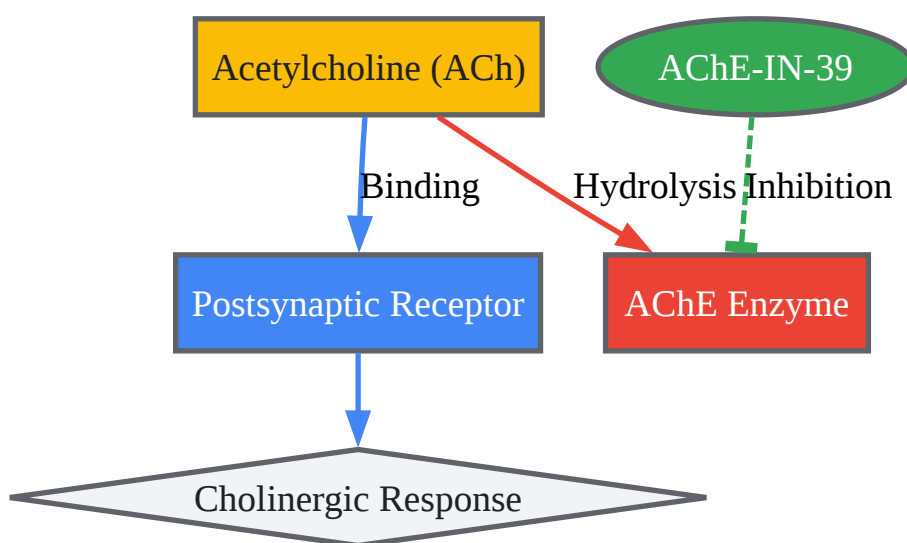 Acetylcholine (ACh)
AChE-IN-39
Binding
Hydrolysis
Inhibition
Postsynaptic Receptor
AChE Enzyme
Cholinergic Response